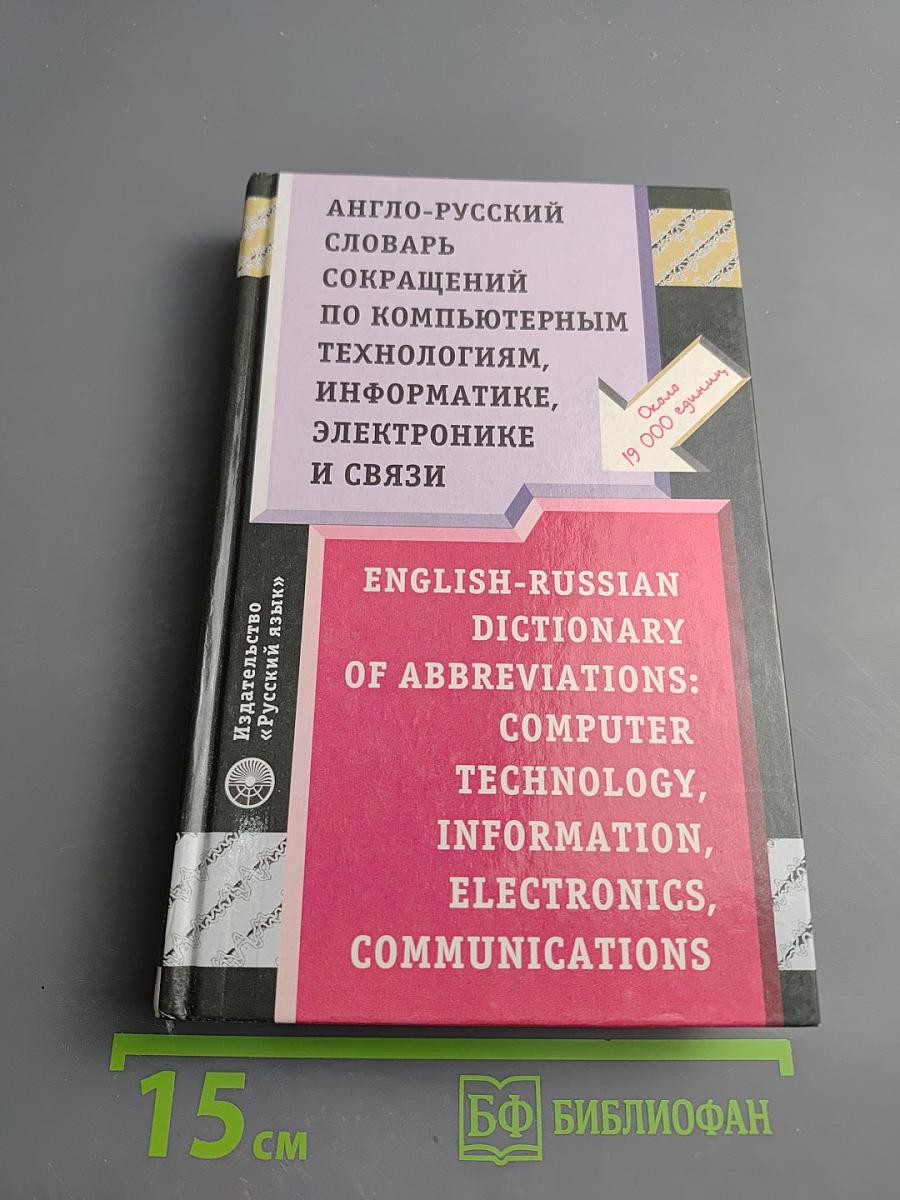 АНГЛО-РУССКИЙ
СЛОВАРЬ
СОКРАЩЕНИЙ
ПО КОМПЬЮТЕРНЫМ
ТЕХНОЛОГИЯМ,
ИНФОРМАТИКЕ,
ЭЛЕКТРОНИКЕ
И СВЯЗИ
Около
19 000 единиц
ENGLISH-RUSSIAN
DICTIONARY
OF ABBREVIATIONS:
COMPUTER
TECHNOLOGY,
INFORMATION,
ELECTRONICS,
COMMUNICATIONS
Издательство
«Русский язык»
15 см
БФ БИБЛИОФАН